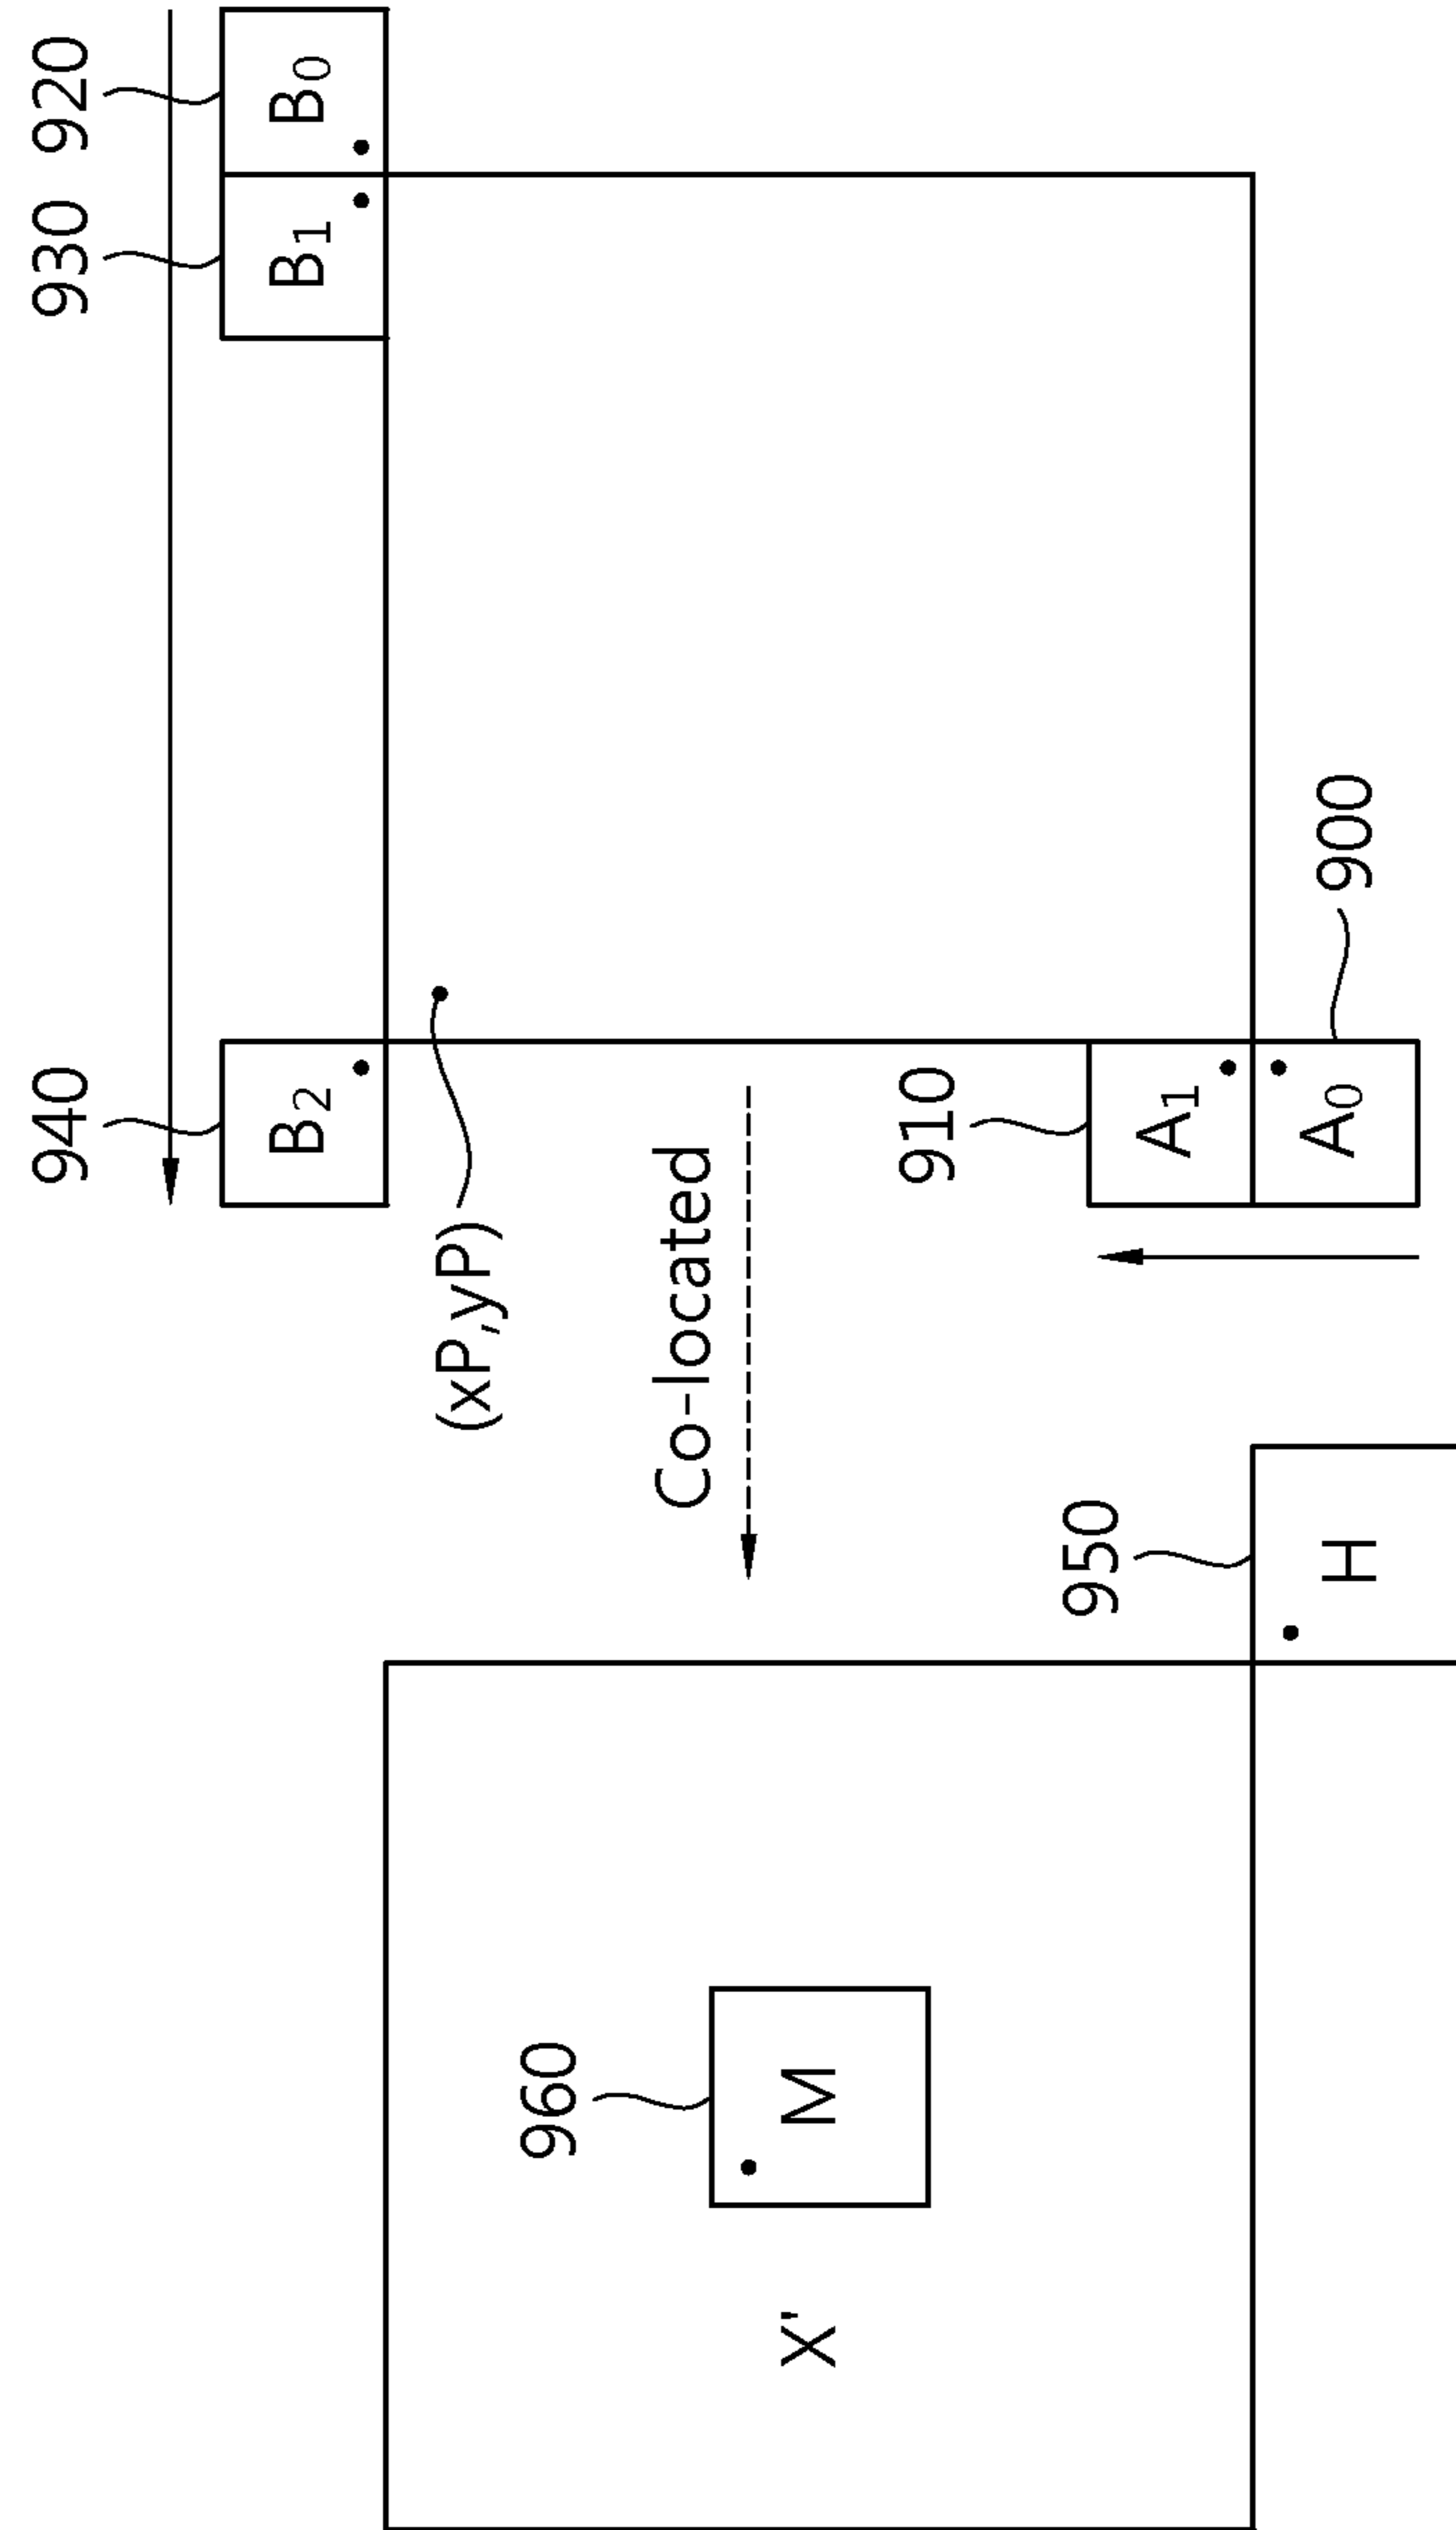 940
930
920
B₂
B₁
B₀
(xP,yP)
960
Co-located
X'
M
910
950
A₁
H
A₀
900